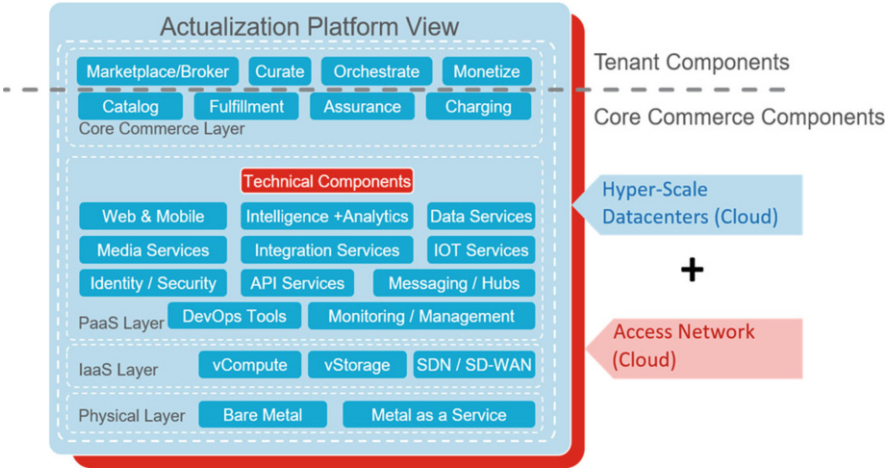 Actualization Platform View
Marketplace/Broker Curate Orchestrate Monetize
Tenant Components
Catalog Fulfillment Assurance Charging
Core Commerce Components
Core Commerce Layer
Technical Components
Web & Mobile Intelligence +Analytics Data Services
Media Services Integration Services IOT Services
Identity / Security API Services Messaging / Hubs
PaaS Layer DevOps Tools Monitoring / Management
IaaS Layer vCompute vStorage SDN / SD-WAN
Physical Layer Bare Metal Metal as a Service
Hyper-Scale
Datacenters (Cloud)
+
Access Network
(Cloud)